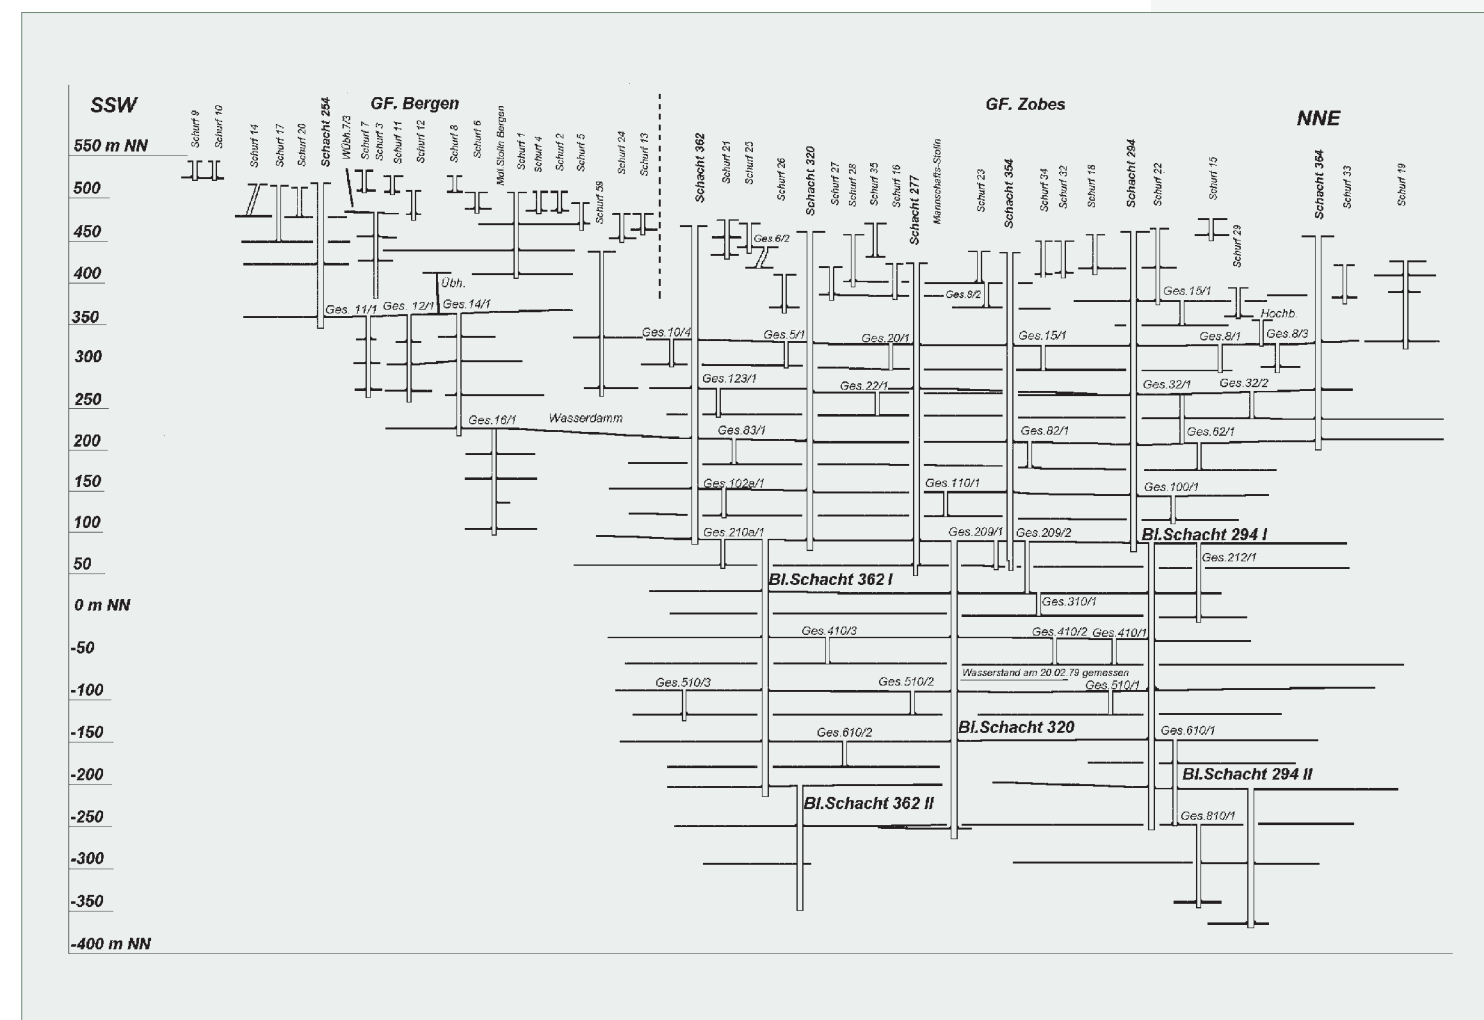 SSW
GF. Bergen
GF. Zobes
NNE
Schurf 9
Schurf 10
Schurf 14
Schurf 17
Schurf 20
Schacht 254
Wübh.7/3
Schurf 7
Schurf 3
Schurf 11
Schurf 12
Schurf 8
Schurf 6
Schurf 1
Schurf 4
Schurf 2
Schurf 5
Schurf 59
Schurf 24
Schurf 13
Schacht 362
Schurf 21
Schurf 25
Schurf 26
Schacht 320
Schurf 27
Schurf 28
Schurf 35
Schurf 16
Schacht 277
Mannschafts-Stolln
Schurf 23
Schacht 354
Schurf 34
Schurf 32
Schurf 18
Schacht 294
Schurf 22
Schurf 15
Schurf 29
Schacht 364
Schurf 33
Schurf 19
550 m NN
500
450
400
350
300
250
200
150
100
50
0 m NN
-50
-100
-150
-200
-250
-300
-350
-400 m NN
Ges.6/2
Übh.
Ges.8/2
Ges.15/1
Ges. 11/1
Ges. 12/1
Ges.14/1
Hochb.
Ges.10/4
Ges.5/1
Ges.20/1
Ges.15/1
Ges.8/1
Ges.8/3
Ges.123/1
Ges.22/1
Ges.32/1
Ges.32/2
Ges.16/1
Wasserdamm
Ges.83/1
Ges.82/1
Ges.62/1
Ges.102a/1
Ges.110/1
Ges.100/1
Ges.210a/1
Ges.209/1
Ges.209/2
Bl.Schacht 294 I
Ges.212/1
Bl.Schacht 362 I
Ges.310/1
Ges.410/3
Ges.410/2
Ges.410/1
Wasserstand am 20.02.79 gemessen
Ges.510/3
Ges.510/2
Ges.510/1
Bl.Schacht 320
Ges.610/2
Ges.610/1
Bl.Schacht 294 II
Bl.Schacht 362 II
Ges.810/1